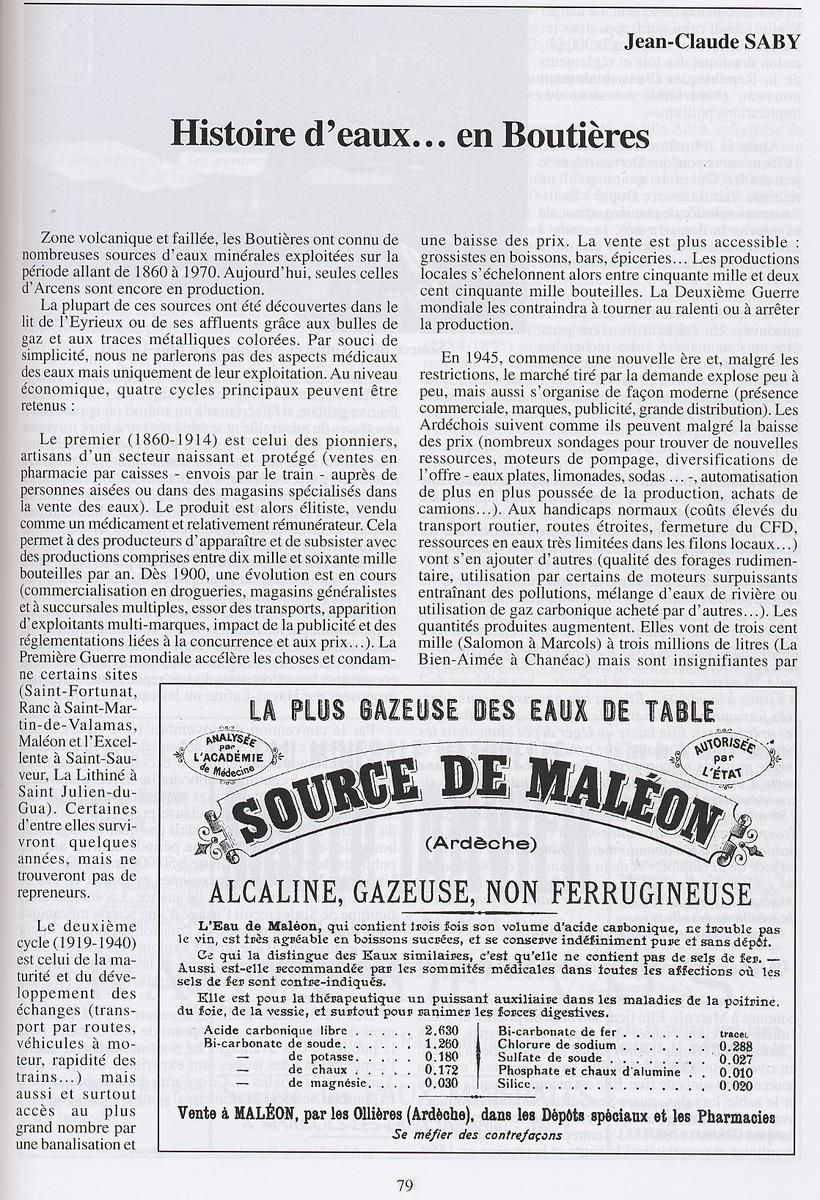 Jean-Claude SABY
Histoire d'eaux… en Boutières
Zone volcanique et faillée, les Boutières ont connu de
nombreuses sources d'eaux minérales exploitées sur la
période allant de 1860 à 1970. Aujourd'hui, seules celles
d'Arcens sont encore en production.
La plupart de ces sources ont été découvertes dans le
lit de l'Eyrieux ou de ses affluents grâce aux bulles de
gaz et aux traces métalliques colorées. Par souci de
simplicité, nous ne parlerons pas des aspects médicaux
des eaux mais uniquement de leur exploitation. Au niveau
économique, quatre cycles principaux peuvent être
retenus :
Le premier (1860-1914) est celui des pionniers,
artisans d'un secteur naissant et protégé (ventes en
pharmacie par caisses - envois par le train - auprès de
personnes aisées ou dans des magasins spécialisés dans
la vente des eaux). Le produit est alors élitiste, vendu
comme un médicament et relativement rémunérateur. Cela
permet à des producteurs d'apparaître et de subsister avec
des productions comprises entre dix mille et soixante mille
bouteilles par an. Dès 1900, une évolution est en cours
(commercialisation en drogueries, magasins généralistes
et à succursales multiples, essor des transports, apparition
d'exploitants multi-marques, impact de la publicité et des
réglementations liées à la concurrence et aux prix…). La
Première Guerre mondiale accélère les choses et condam-
ne certains sites
(Saint-Fortunat,
Ranc à Saint-Mar-
tin-de-Valamas,
Maléon et l'Excel-
lente à Saint-Sau-
veur, La Lithiné à
Saint Julien-du-
Gua). Certaines
d'entre elles survi-
vront quelques
années, mais ne
trouveront pas de
repreneurs.
Le deuxième
cycle (1919-1940)
est celui de la ma-
turité et du déve-
loppement des
échanges (trans-
port par routes,
véhicules à mo-
teur, rapidité des
trains…) mais
aussi et surtout
accès au plus
grand nombre par
une banalisation et
une baisse des prix. La vente est plus accessible :
grossistes en boissons, bars, épiceries… Les productions
locales s'échelonnent alors entre cinquante mille et deux
cent cinquante mille bouteilles. La Deuxième Guerre
mondiale les contraindra à tourner au ralenti ou à arrêter
la production.
En 1945, commence une nouvelle ère et, malgré les
restrictions, le marché tiré par la demande explose peu à
peu, mais aussi s'organise de façon moderne (présence
commerciale, marques, publicité, grande distribution). Les
Ardéchois suivent comme ils peuvent malgré la baisse
des prix (nombreux sondages pour trouver de nouvelles
ressources, moteurs de pompage, diversifications de
l'offre - eaux plates, limonades, sodas … -, automatisation
de plus en plus poussée de la production, achats de
camions…). Aux handicaps normaux (coûts élevés du
transport routier, routes étroites, fermeture du CFD,
ressources en eaux très limitées dans les filons locaux…)
vont s'en ajouter d'autres (qualité des forages rudimen-
taire, utilisation par certains de moteurs surpuissants
entraînant des pollutions, mélange d'eaux de rivière ou
utilisation de gaz carbonique acheté par d'autres…). Les
quantités produites augmentent. Elles vont de trois cent
mille (Salomon à Marcols) à trois millions de litres (La
Bien-Aimée à Chanéac) mais sont insignifiantes par
LA PLUS GAZEUSE DES EAUX DE TABLE
ANALYSÉE
par
L'ACADÉMIE
de Médecine
AUTORISÉE
par
L'ÉTAT
SOURCE DE MALÉON
(Ardèche)
ALCALINE, GAZEUSE, NON FERRUGINEUSE
L'Eau de Maléon, qui contient trois fois son volume d'acide carbonique, ne trouble pas
le vin, est très agréable en boissons sucrées, et se conserve indéfiniment pure et sans dépôt.
Ce qui la distingue des Eaux similaires, c'est qu'elle ne contient pas de sels de fer. —
Aussi est-elle recommandée par les sommités médicales dans toutes les affections où les
sels de fer sont contre-indiqués.
Elle est pour la thérapeutique un puissant auxiliaire dans les maladies de la poitrine,
du foie, de la vessie, et surtout pour ranimer les forces digestives.
Acide carbonique libre . . . . . 2.630
Bi-carbonate de soude. . . . . 1.260
— de potasse. . . . . 0.180
— de chaux . . . . . 0.172
— de magnésie. . . . 0,030
Bi-carbonate de fer . . . . . . . traces.
Chlorure de sodium . . . . . . . 0.288
Sulfate de soude . . . . . . . 0.027
Phosphate et chaux d'alumine . . 0.010
Silice. . . . . . . . . . . 0.020
Vente à MALÉON, par les Ollières (Ardèche), dans les Dépôts spéciaux et les Pharmacies
Se méfier des contrefaçons
79